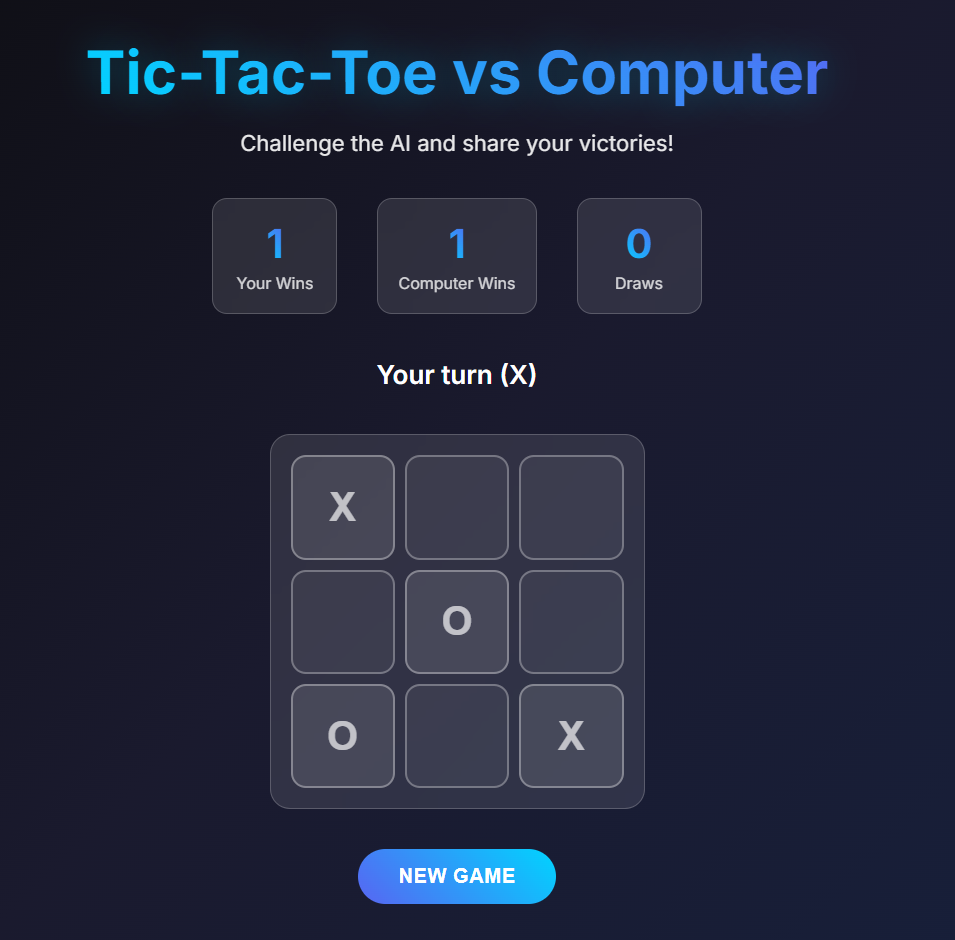 Tic-Tac-Toe vs Computer
Challenge the AI and share your victories!
1 1 0
Your Wins Computer Wins Draws
Your turn (X)
X
O
O X
NEW GAME